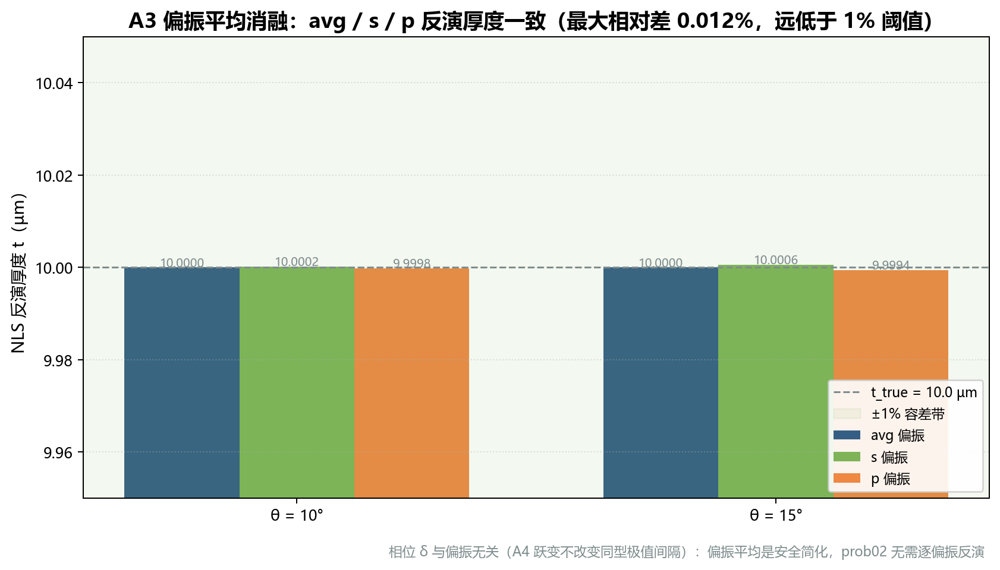 A3 偏振平均消融：avg / s / p 反演厚度一致（最大相对差 0.012%，远低于 1% 阈值）
NLS 反演厚度 t（μm）
10.04
10.02
10.00
9.98
9.96
10.0000
10.0002
9.9998
10.0000
10.0006
9.9994
t_true = 10.0 μm
±1% 容差带
avg 偏振
s 偏振
p 偏振
θ = 10°
θ = 15°
相位 δ 与偏振无关（A4 跃变不改变同型极值间隔）：偏振平均是安全简化，prob02 无需逐偏振反演